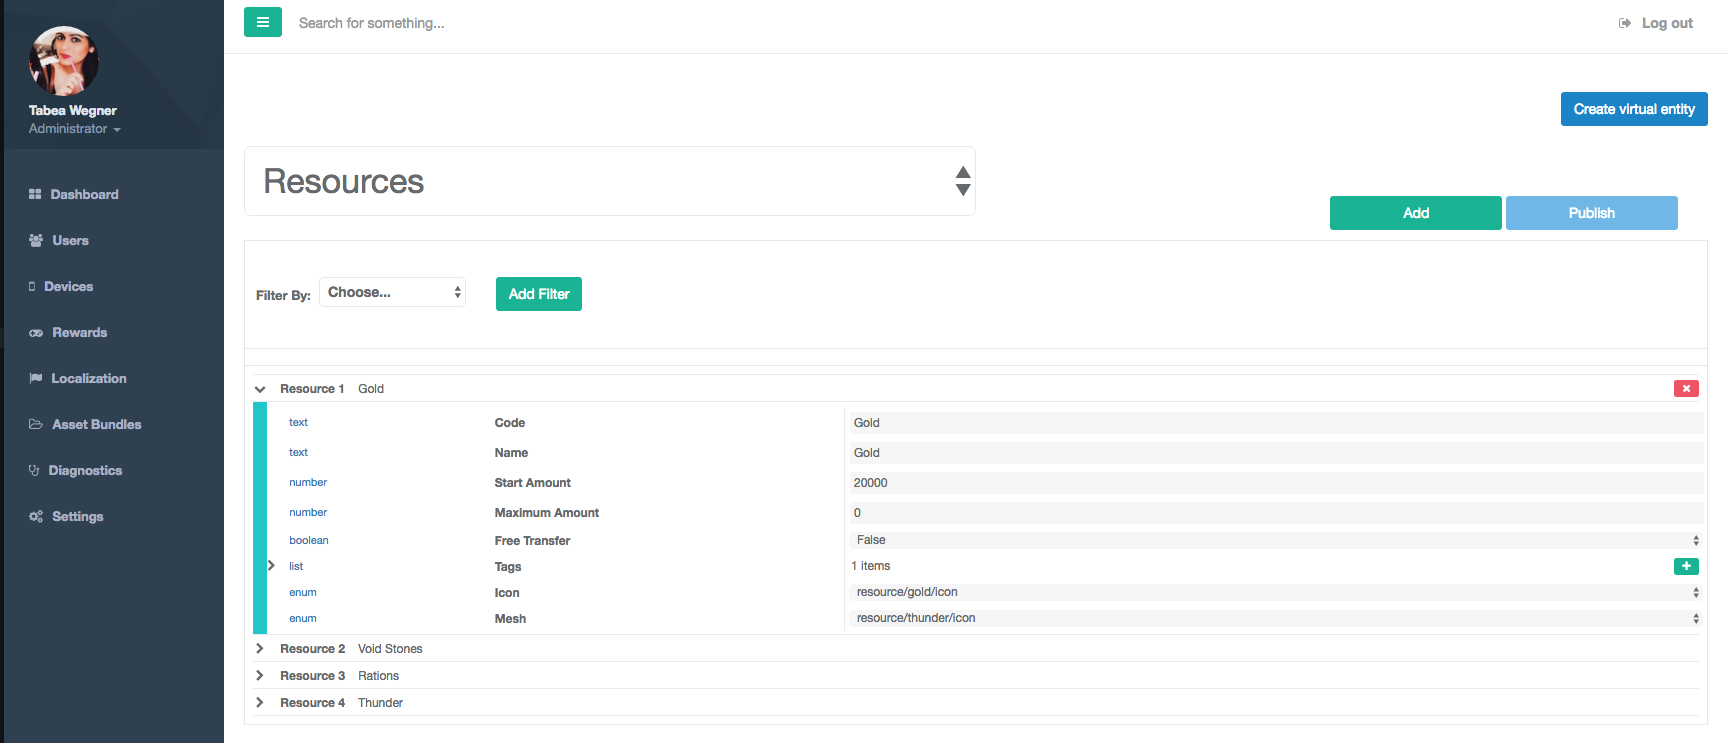 Search for something...
Log out
Tabea Wegner
Administrator
Create virtual entity
Resources
Add
Publish
Dashboard
Users
Devices
Rewards
Localization
Asset Bundles
Diagnostics
Settings
Filter By:
Choose...
Add Filter
Resource 1 Gold
text Code Gold
text Name Gold
number Start Amount 20000
number Maximum Amount 0
boolean Free Transfer False
list Tags 1 items
enum Icon resource/gold/icon
enum Mesh resource/thunder/icon
Resource 2 Void Stones
Resource 3 Rations
Resource 4 Thunder